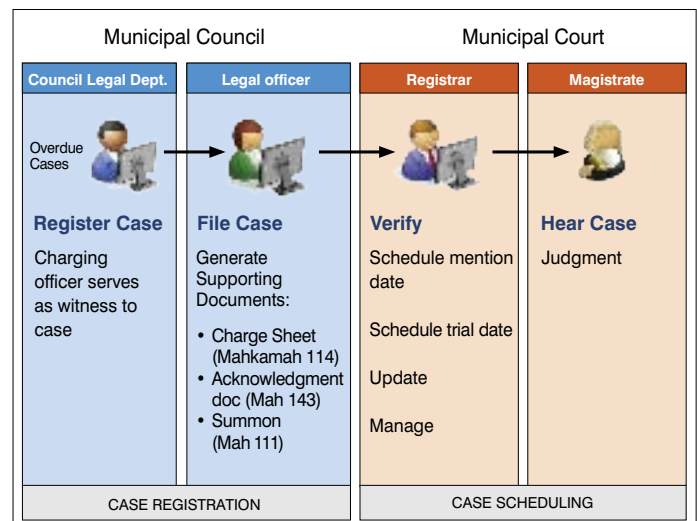 Municipal Council
Municipal Court
Council Legal Dept.
Legal officer
Registrar
Magistrate
Overdue
Cases
Register Case
Charging
officer serves
as witness to
case
File Case
Generate
Supporting
Documents:
• Charge Sheet
(Mahkamah 114)
• Acknowledgment
doc (Mah 143)
• Summon
(Mah 111)
Verify
Schedule mention
date
Schedule trial date
Update
Manage
Hear Case
Judgment
CASE REGISTRATION
CASE SCHEDULING